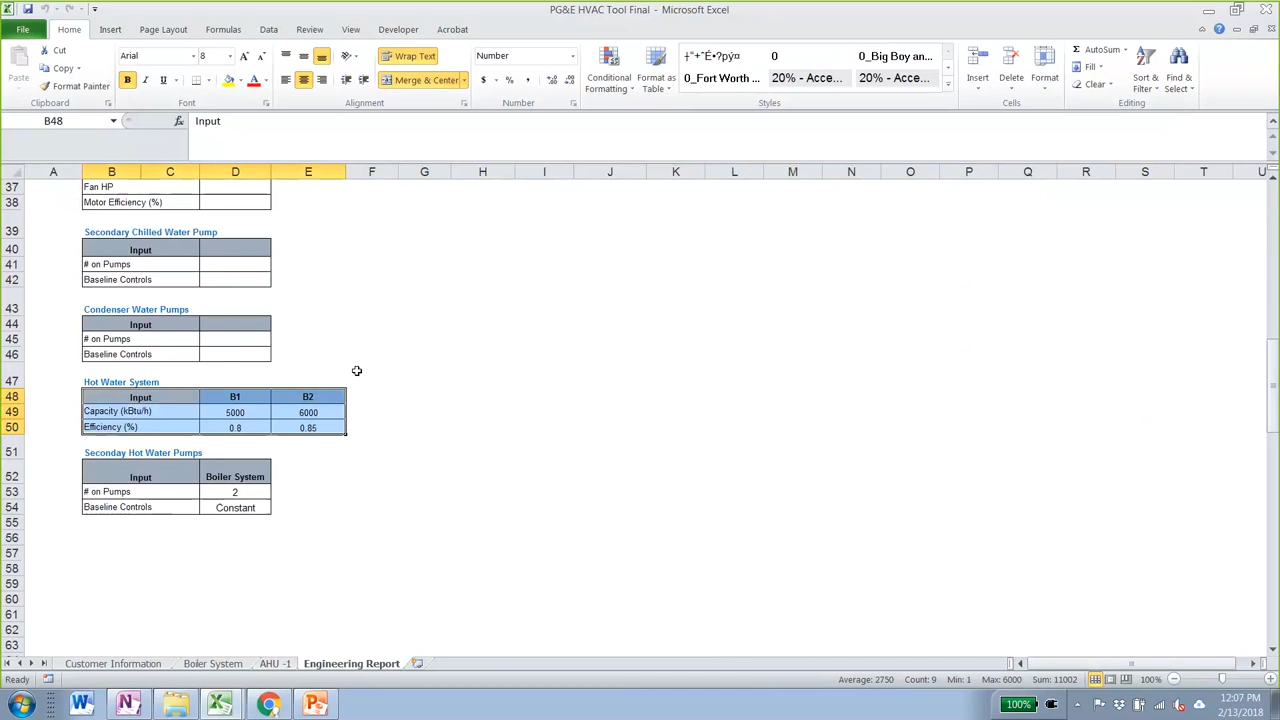 PG&E HVAC Tool Final - Microsoft Excel
File Home Insert Page Layout Formulas Data Review View Developer Acrobat
Paste Cut Copy Format Painter Clipboard
Arial 8 Font
Wrap Text Merge & Center Alignment
Number $ % , Number
Conditional Formatting Format as Table
†"÷ˆÉ•?pý¤ 0 0_Big Boy an...
0_Fort Worth ... 20% - Acce... 20% - Acce...
Styles
Insert Delete Format Cells
AutoSum Fill Clear Sort & Filter Find & Select Editing
B48 fx Input
A B C D E F G H I J K L M N O P Q R S T U
37 Fan HP
38 Motor Efficiency (%)
39 Secondary Chilled Water Pump
40 Input
41 # on Pumps
42 Baseline Controls
43 Condenser Water Pumps
44 Input
45 # on Pumps
46 Baseline Controls
47 Hot Water System
48 Input B1 B2
49 Capacity (kBtu/h) 5000 6000
50 Efficiency (%) 0.8 0.85
51 Seconday Hot Water Pumps
52 Input Boiler System
53 # on Pumps 2
54 Baseline Controls Constant
55
56
57
58
59
60
61
62
63
Customer Information Boiler System AHU -1 Engineering Report
Ready Average: 2750 Count: 9 Min: 1 Max: 6000 Sum: 11002 100%
100% 12:07 PM
2/13/2018